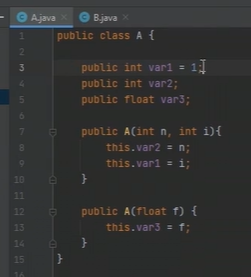 A.java
B.java
1 public class A {
2
3 public int var1 = 1;
4 public int var2;
5 public float var3;
6
7 public A(int n, int i){
8 this.var2 = n;
9 this.var1 = i;
10 }
11
12 public A(float f) {
13 this.var3 = f;
14 }
15 }